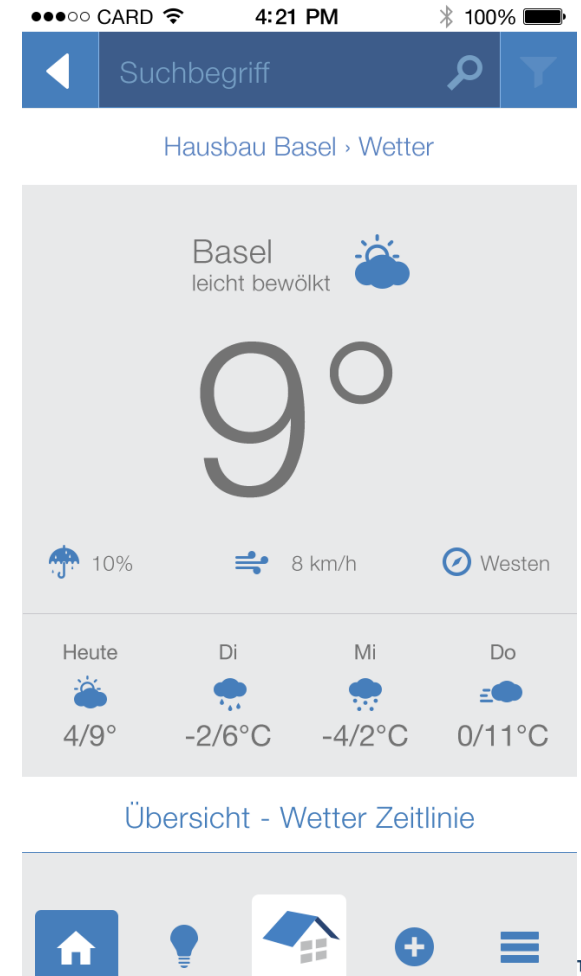 CARD 4:21 PM 100%
Suchbegriff
Hausbau Basel › Wetter
Basel
leicht bewölkt
9°
10% 8 km/h Westen
Heute Di Mi Do
4/9° -2/6°C -4/2°C 0/11°C
Übersicht - Wetter Zeitlinie